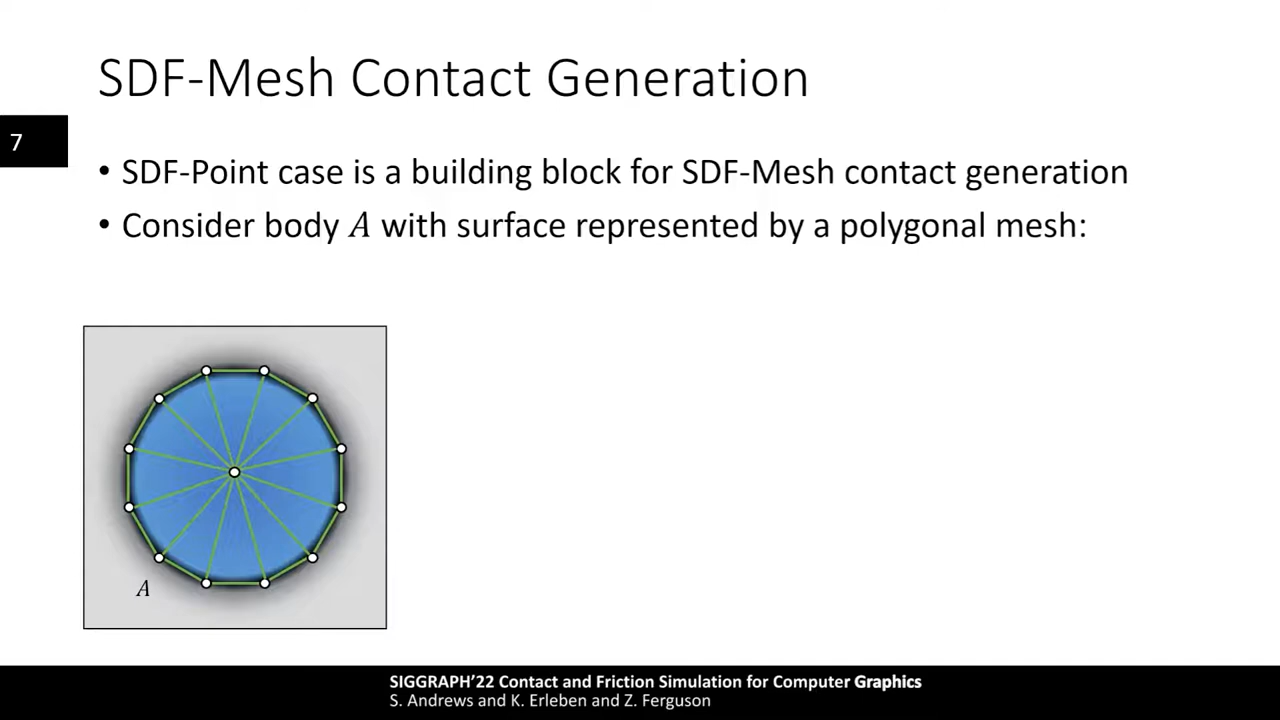 SDF-Mesh Contact Generation
7
• SDF-Point case is a building block for SDF-Mesh contact generation
• Consider body A with surface represented by a polygonal mesh:
A
SIGGRAPH'22 Contact and Friction Simulation for Computer Graphics
S. Andrews and K. Erleben and Z. Ferguson